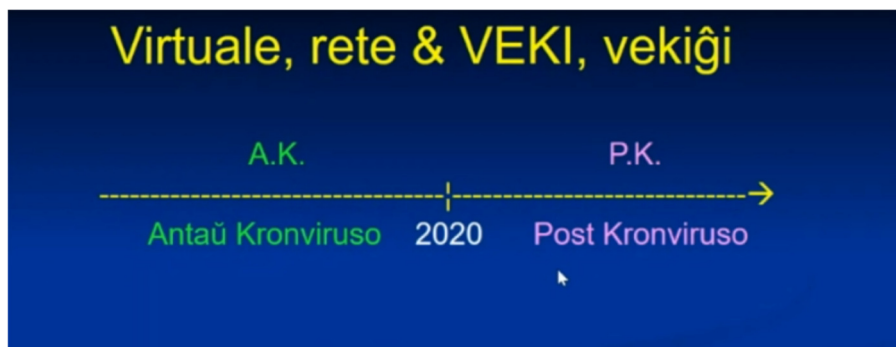 Virtuale, rete & VEKI, vekiĝi
A.K. P.K.
Antaŭ Kronviruso 2020 Post Kronviruso